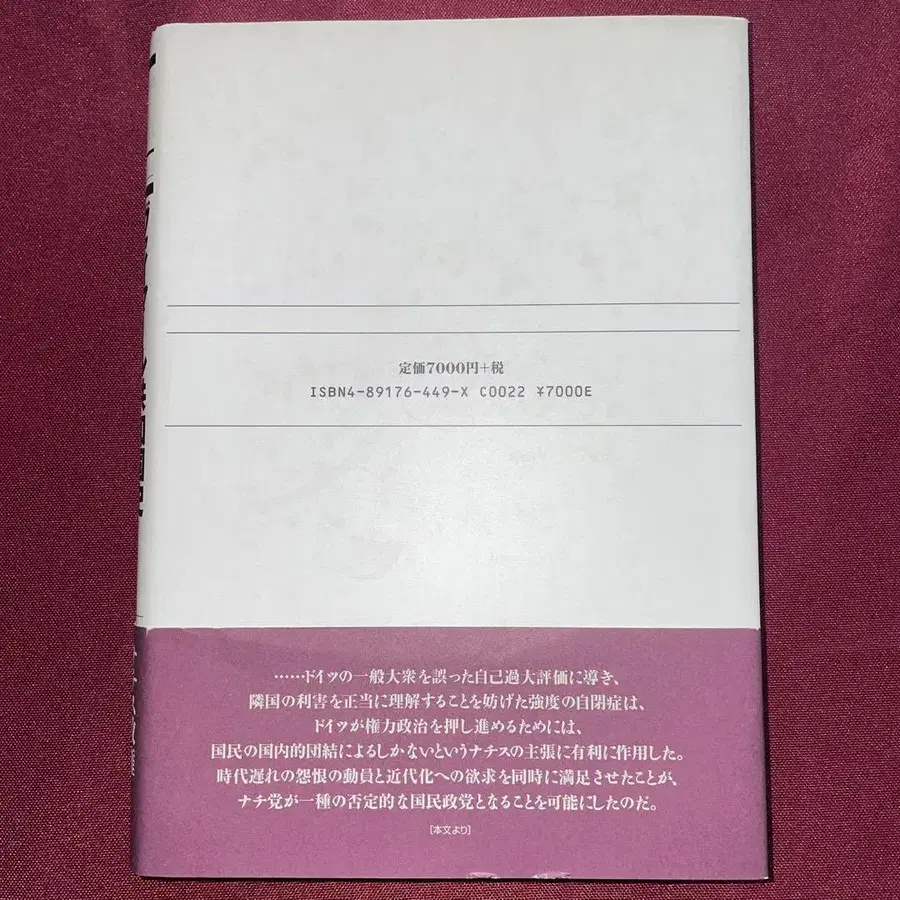 定価7000円+税
ISBN4-89176-449-X C0022 ¥7000E
……ドイツの一般大衆を誤った自己過大評価に導き、
隣国の利害を正当に理解することを妨げた強度の自閉症は、
ドイツが権力政治を押し進めるためには、
国民の国内的団結によるしかないというナチスの主張に有利に作用した。
時代遅れの怨恨の動員と近代化への欲求を同時に満足させたことが、
ナチ党が一種の否定的な国民政党となることを可能にしたのだ。
[本文より]